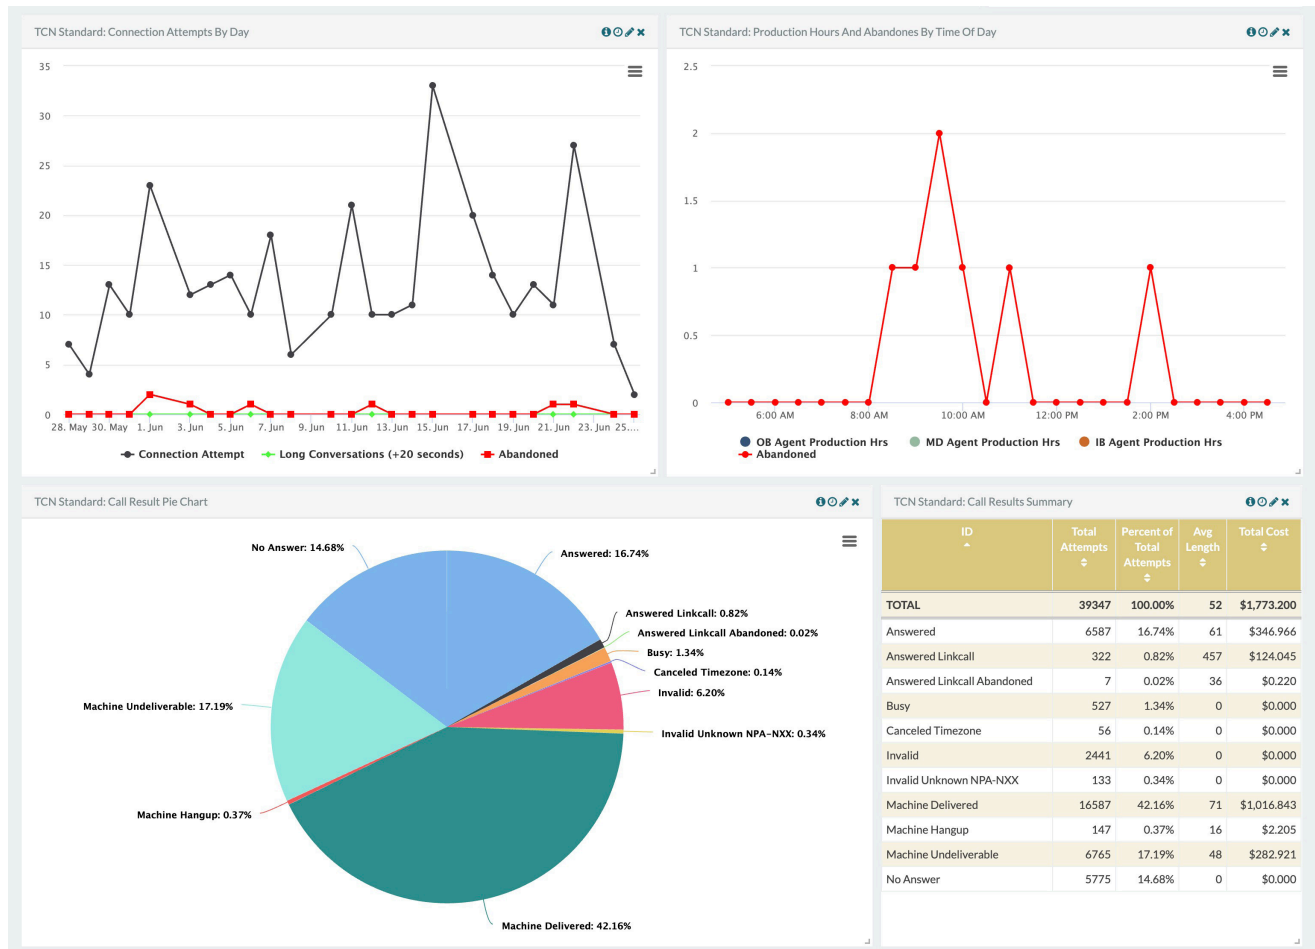 TCN Standard: Connection Attempts By Day
35
30
25
20
15
10
5
0
28. May 30. May 1. Jun 3. Jun 5. Jun 7. Jun 9. Jun 11. Jun 13. Jun 15. Jun 17. Jun 19. Jun 21. Jun 23. Jun 25....
Connection Attempt Long Conversations (+20 seconds) Abandoned
TCN Standard: Production Hours And Abandones By Time Of Day
2.5
2
1.5
1
0.5
0
6:00 AM 8:00 AM 10:00 AM 12:00 PM 2:00 PM 4:00 PM
OB Agent Production Hrs MD Agent Production Hrs IB Agent Production Hrs
Abandoned
TCN Standard: Call Result Pie Chart
No Answer: 14.68%
Answered: 16.74%
Answered Linkcall: 0.82%
Answered Linkcall Abandoned: 0.02%
Busy: 1.34%
Canceled Timezone: 0.14%
Invalid: 6.20%
Machine Undeliverable: 17.19%
Invalid Unknown NPA-NXX: 0.34%
Machine Hangup: 0.37%
Machine Delivered: 42.16%
TCN Standard: Call Results Summary
ID Total Attempts Percent of Total Attempts Avg Length Total Cost
TOTAL 39347 100.00% 52 $1,773.200
Answered 6587 16.74% 61 $346.966
Answered Linkcall 322 0.82% 457 $124.045
Answered Linkcall Abandoned 7 0.02% 36 $0.220
Busy 527 1.34% 0 $0.000
Canceled Timezone 56 0.14% 0 $0.000
Invalid 2441 6.20% 0 $0.000
Invalid Unknown NPA-NXX 133 0.34% 0 $0.000
Machine Delivered 16587 42.16% 71 $1,016.843
Machine Hangup 147 0.37% 16 $2.205
Machine Undeliverable 6765 17.19% 48 $282.921
No Answer 5775 14.68% 0 $0.000